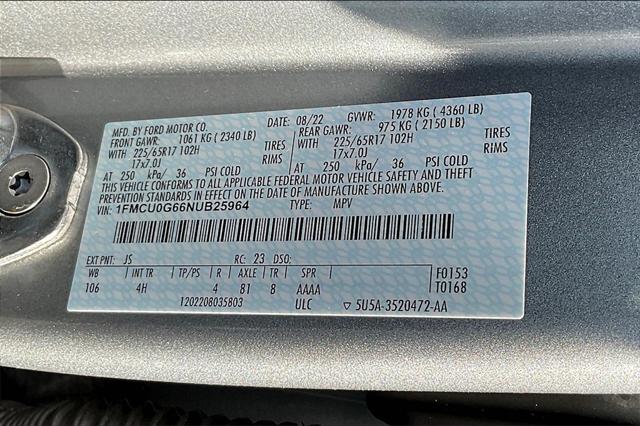 MFD. BY FORD MOTOR CO. DATE: 08/22 GVWR: 1978 KG (4360 LB)
FRONT GAWR: 1061 KG (2340 LB) REAR GAWR: 975 KG (2150 LB)
WITH 225/65R17 102H TIRES WITH 225/65R17 102H TIRES
17x7.0J RIMS 17x7.0J RIMS
AT 250 kPa/ 36 PSI COLD AT 250 kPa/ 36 PSI COLD
THIS VEHICLE CONFORMS TO ALL APPLICABLE FEDERAL MOTOR VEHICLE SAFETY AND THEFT
PREVENTION STANDARDS IN EFFECT ON THE DATE OF MANUFACTURE SHOWN ABOVE.
VIN: 1FMCU0G66NUB25964 TYPE: MPV
EXT PNT: JS RC: 23 DSO:
WB INT TR TP/PS R AXLE TR SPR F0153
106 4H 4 81 8 AAAA T0168
1202208035803 ULC 5U5A-3520472-AA